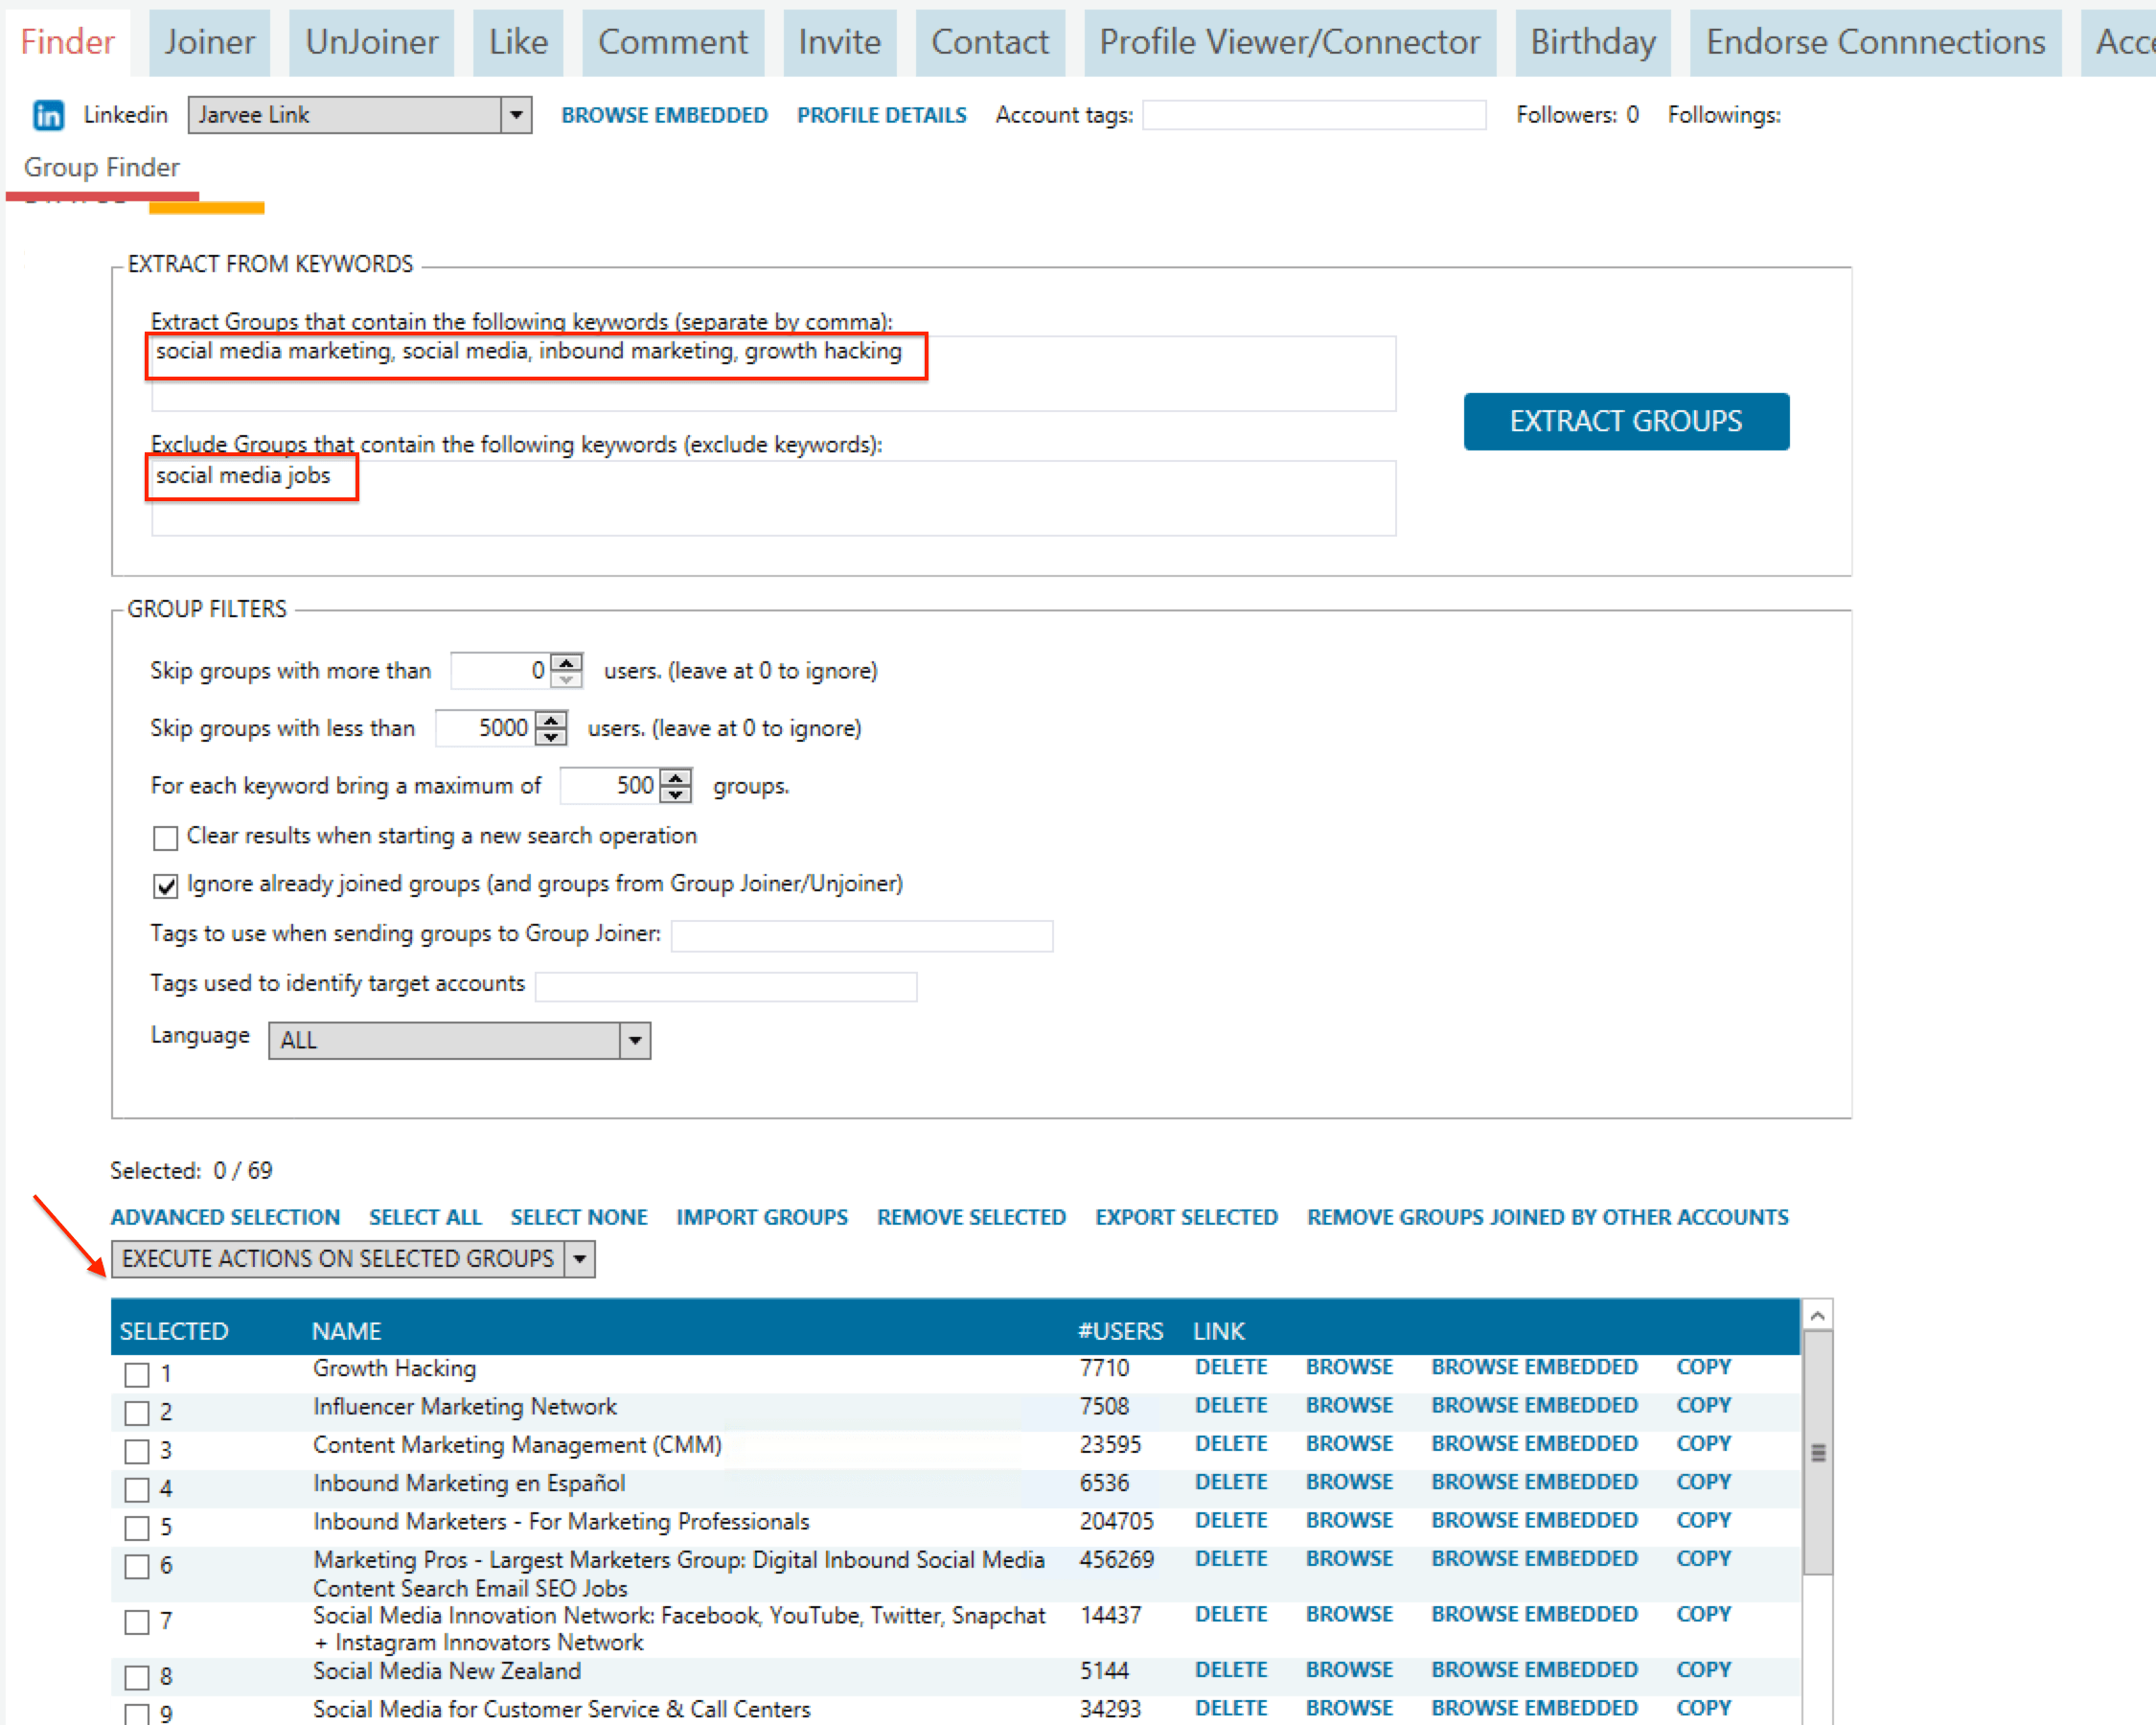 Finder Joiner UnJoiner Like Comment Invite Contact Profile Viewer/Connector Birthday Endorse Connnections Acce
in Linkedin Jarvee Link BROWSE EMBEDDED PROFILE DETAILS Account tags: Followers: 0 Followings:
Group Finder
EXTRACT FROM KEYWORDS
Extract Groups that contain the following keywords (separate by comma):
social media marketing, social media, inbound marketing, growth hacking
EXTRACT GROUPS
Exclude Groups that contain the following keywords (exclude keywords):
social media jobs
GROUP FILTERS
Skip groups with more than 0 users. (leave at 0 to ignore)
Skip groups with less than 5000 users. (leave at 0 to ignore)
For each keyword bring a maximum of 500 groups.
Clear results when starting a new search operation
Ignore already joined groups (and groups from Group Joiner/Unjoiner)
Tags to use when sending groups to Group Joiner:
Tags used to identify target accounts
Language ALL
Selected: 0 / 69
ADVANCED SELECTION SELECT ALL SELECT NONE IMPORT GROUPS REMOVE SELECTED EXPORT SELECTED REMOVE GROUPS JOINED BY OTHER ACCOUNTS
EXECUTE ACTIONS ON SELECTED GROUPS
SELECTED NAME #USERS LINK
1 Growth Hacking 7710 DELETE BROWSE BROWSE EMBEDDED COPY
2 Influencer Marketing Network 7508 DELETE BROWSE BROWSE EMBEDDED COPY
3 Content Marketing Management (CMM) 23595 DELETE BROWSE BROWSE EMBEDDED COPY
4 Inbound Marketing en Español 6536 DELETE BROWSE BROWSE EMBEDDED COPY
5 Inbound Marketers - For Marketing Professionals 204705 DELETE BROWSE BROWSE EMBEDDED COPY
6 Marketing Pros - Largest Marketers Group: Digital Inbound Social Media 456269 DELETE BROWSE BROWSE EMBEDDED COPY
Content Search Email SEO Jobs
7 Social Media Innovation Network: Facebook, YouTube, Twitter, Snapchat 14437 DELETE BROWSE BROWSE EMBEDDED COPY
+ Instagram Innovators Network
8 Social Media New Zealand 5144 DELETE BROWSE BROWSE EMBEDDED COPY
9 Social Media for Customer Service & Call Centers 34293 DELETE BROWSE BROWSE EMBEDDED COPY